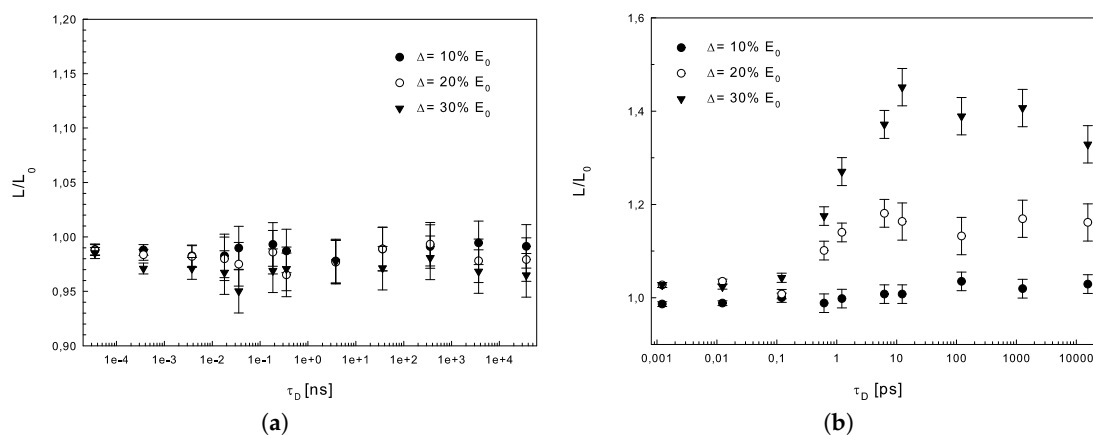 1,20
1,15
1,10
1,05
1,00
0,95
0,90
L/L₀
Δ= 10% E₀
Δ= 20% E₀
Δ= 30% E₀
1e-4 1e-3 1e-2 1e-1 1e+0 1e+1 1e+2 1e+3 1e+4
τ_D [ns]
(a)
1,6
1,4
1,2
1,0
L/L₀
Δ= 10% E₀
Δ= 20% E₀
Δ= 30% E₀
0,001 0,01 0,1 1 10 100 1000 10000
τ_D [ps]
(b)